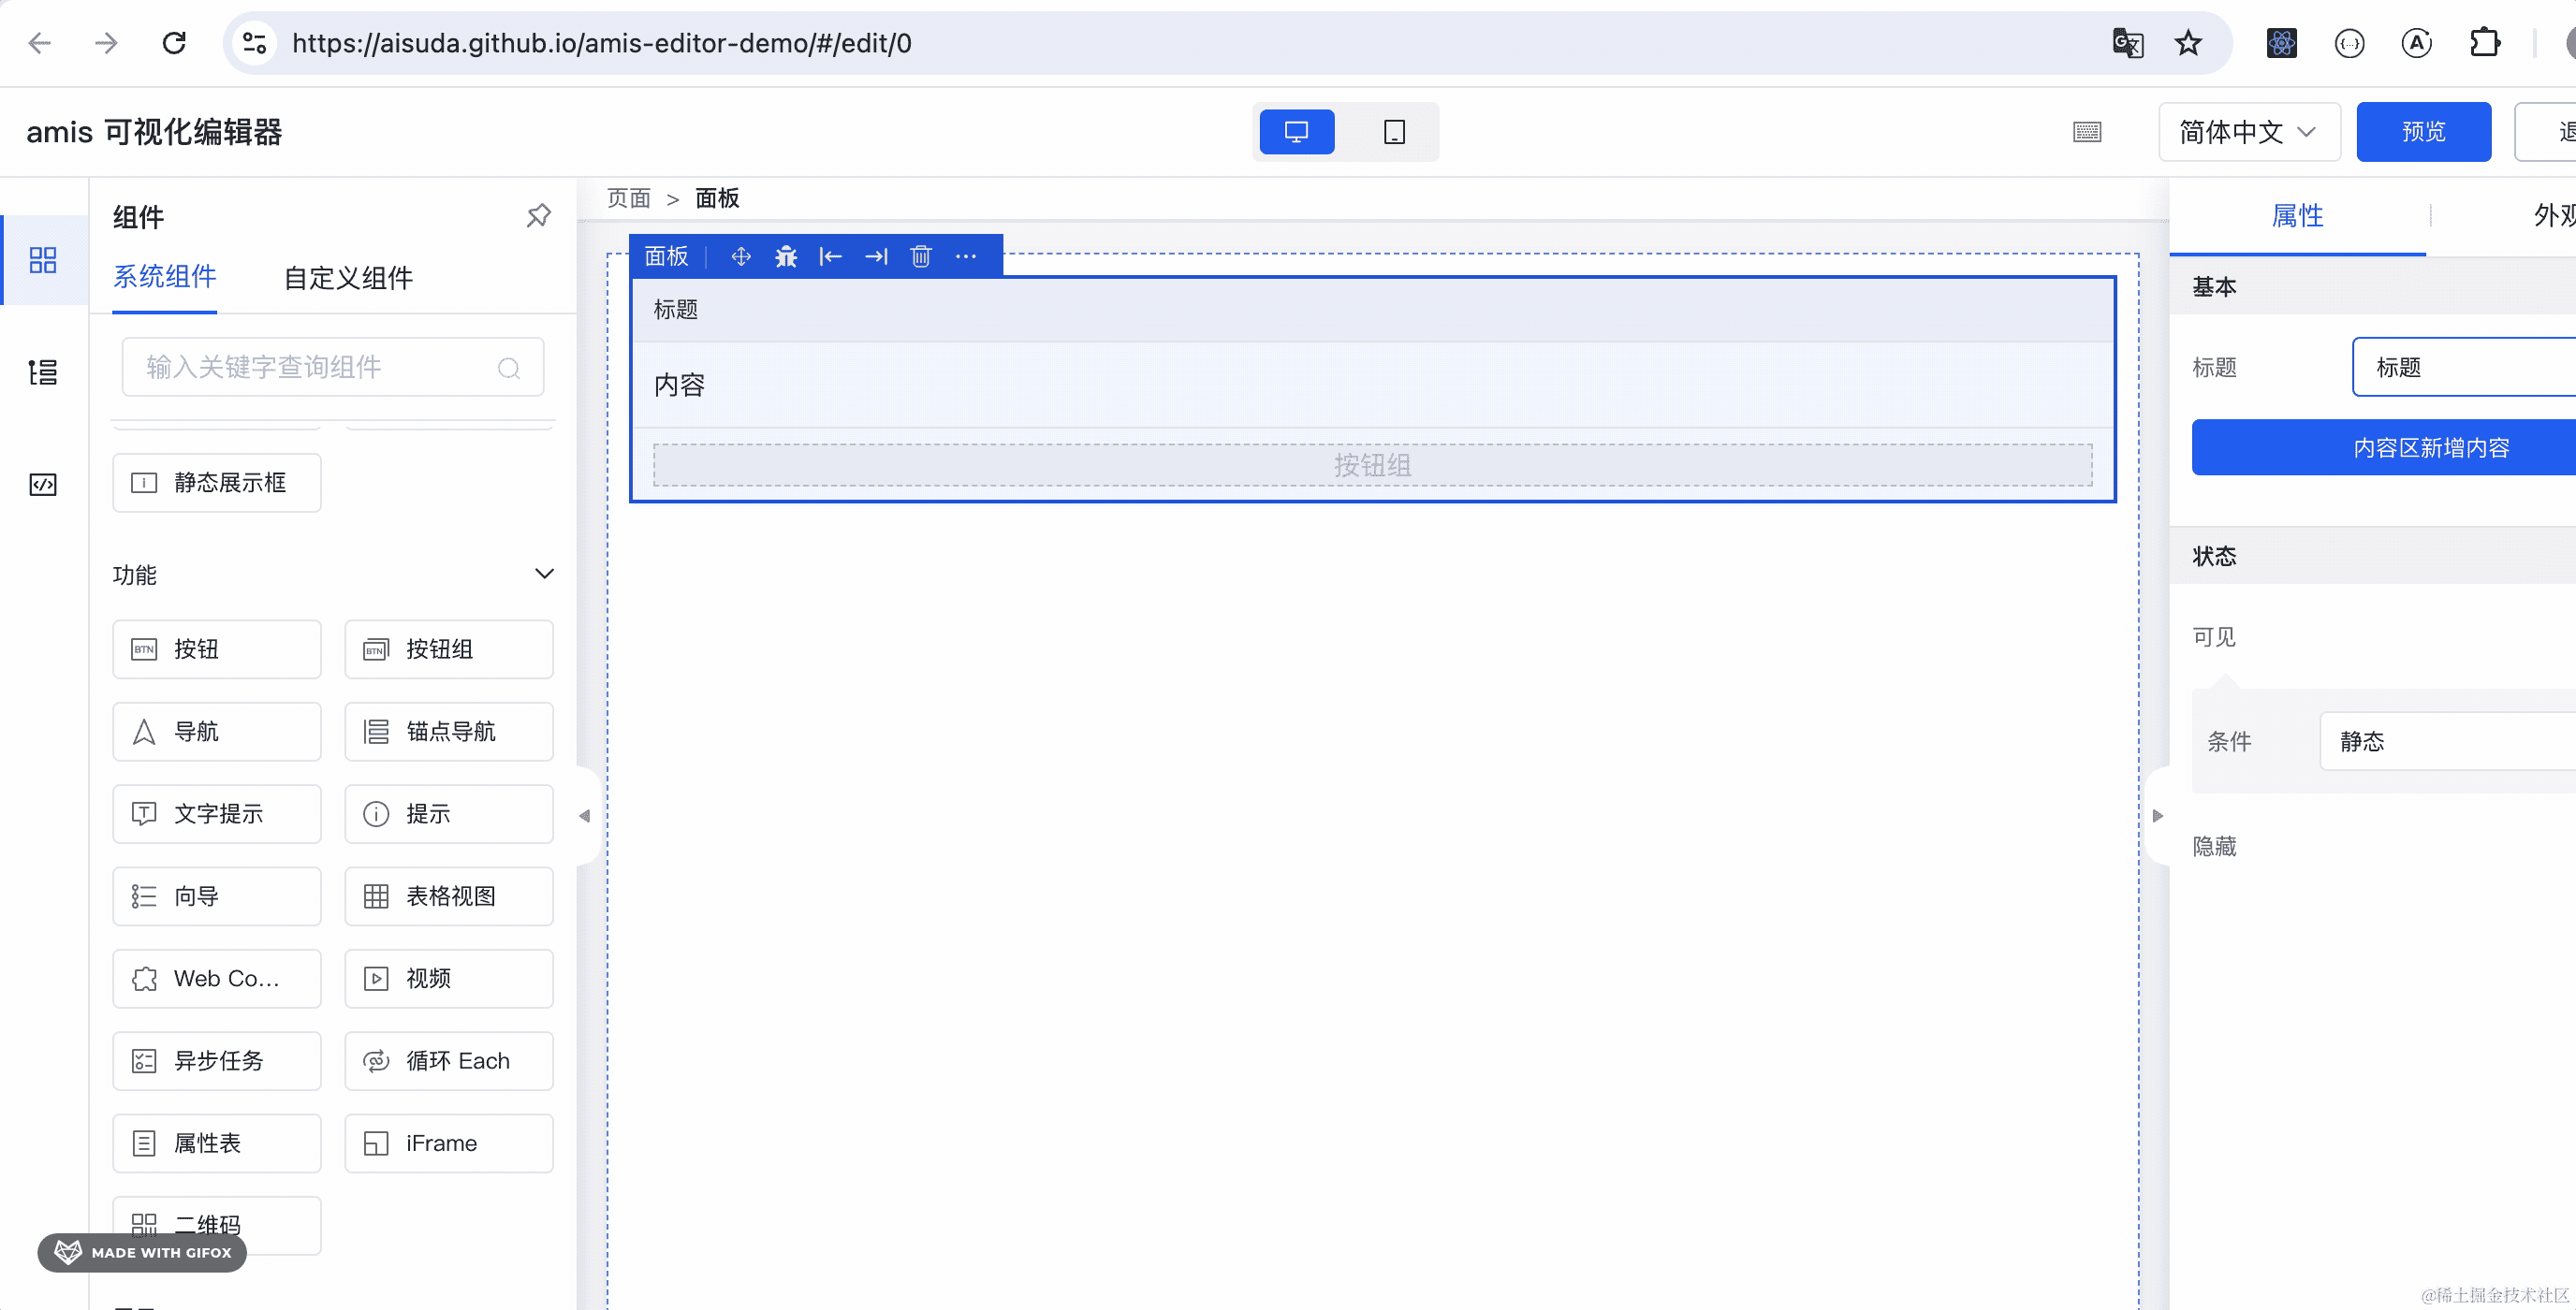 https://aisuda.github.io/amis-editor-demo/#/edit/0
amis 可视化编辑器
简体中文
预览
组件
系统组件
自定义组件
输入关键字查询组件
静态展示框
功能
BTN 按钮
BTN 按钮组
导航
锚点导航
文字提示
提示
向导
表格视图
Web Co...
视频
异步任务
循环 Each
属性表
iFrame
二维码
MADE WITH GIFOX
页面 > 面板
面板
标题
内容
按钮组
属性
基本
标题
标题
内容区新增内容
状态
可见
条件
静态
隐藏
@稀土掘金技术社区